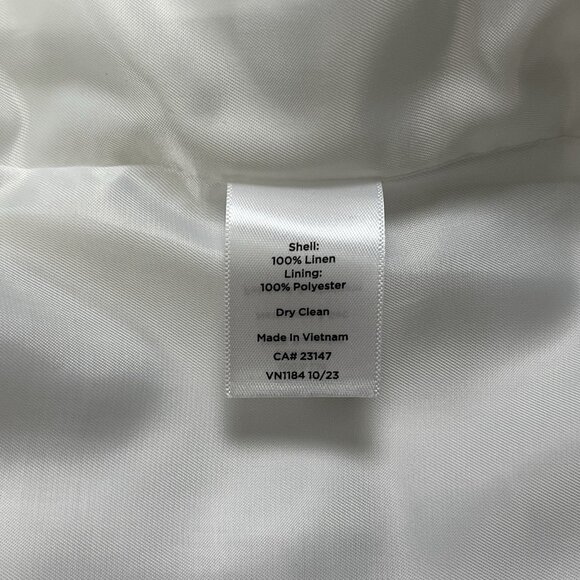 Shell:
100% Linen
Lining:
100% Polyester
Dry Clean
Made In Vietnam
CA# 23147
VN1184 10/23